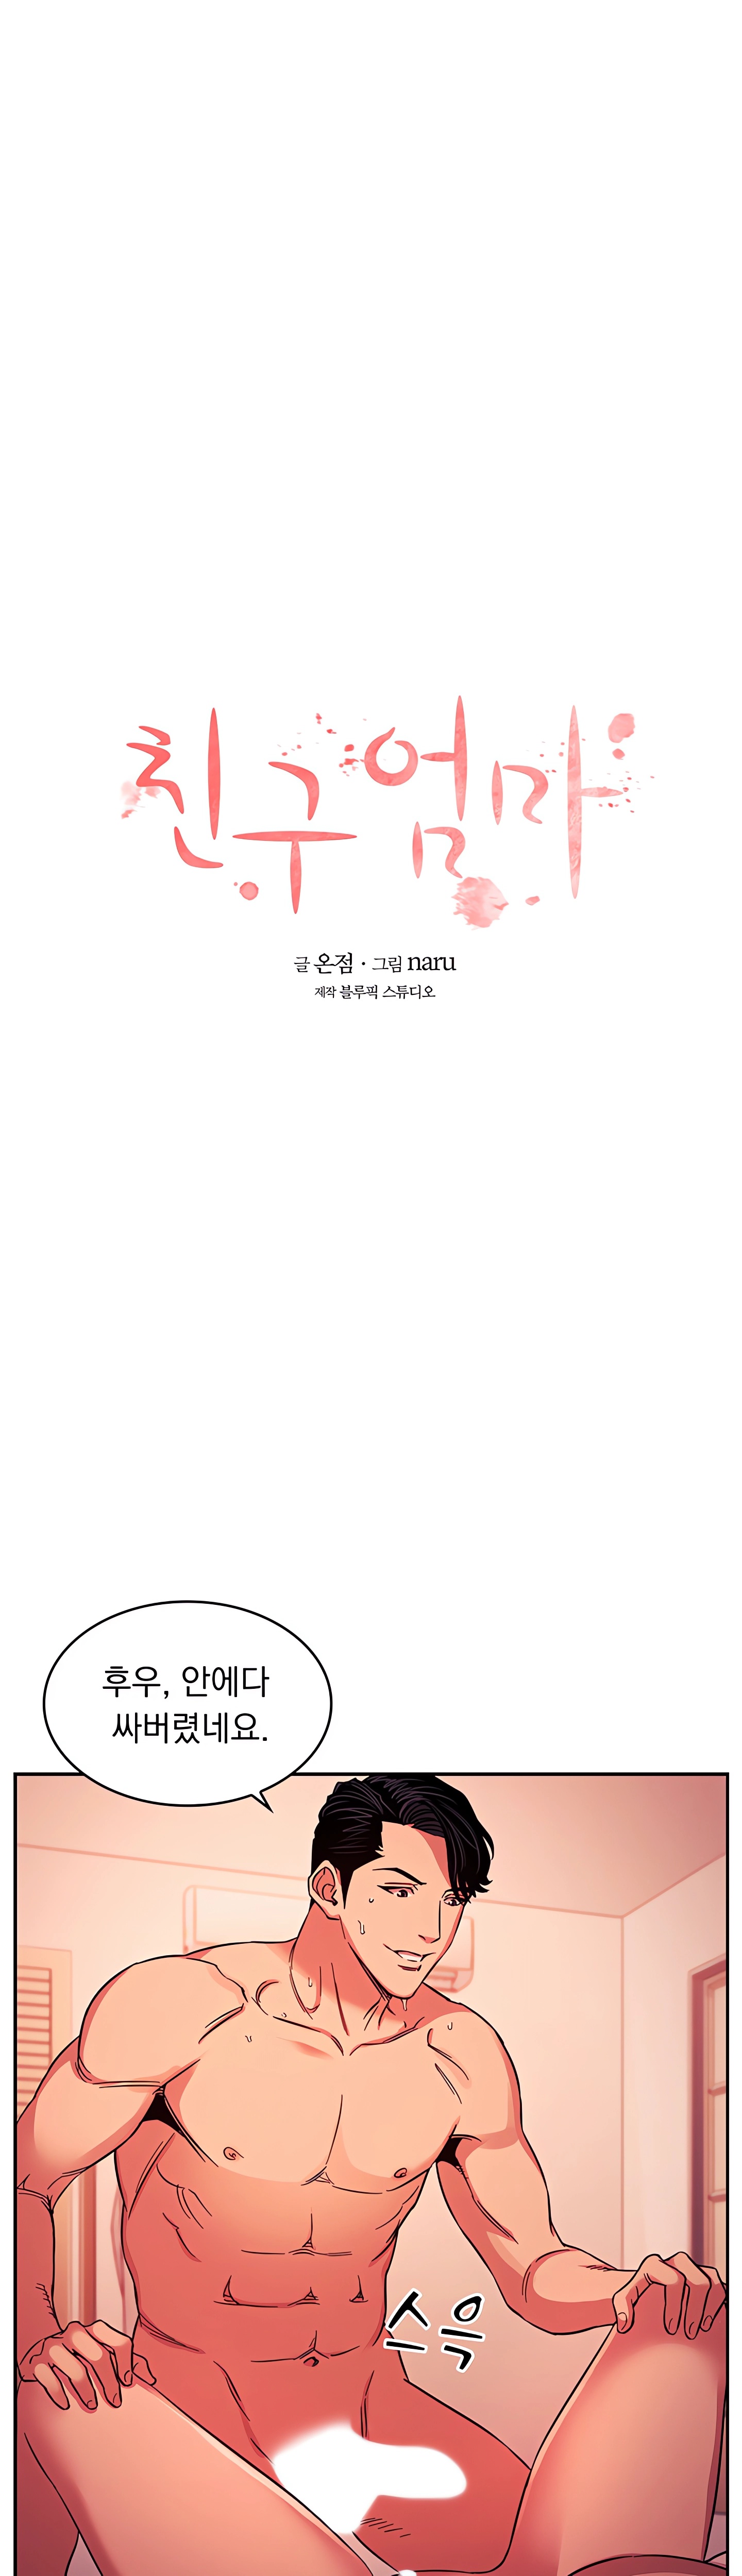 친구엄마
글 온점 · 그림 naru
제작 블루픽 스튜디오
후우, 안에다
싸버렸네요.
스윽